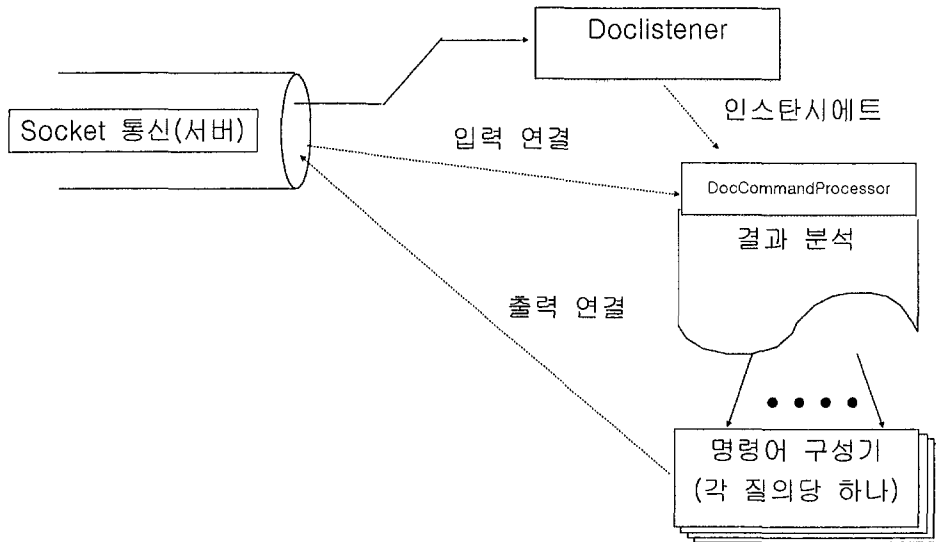 Doclistener
Socket 통신(서버)
인스탄시에트
입력 연결
DocCommandProcessor
결과 분석
출력 연결
명령어 구성기
(각 질의당 하나)